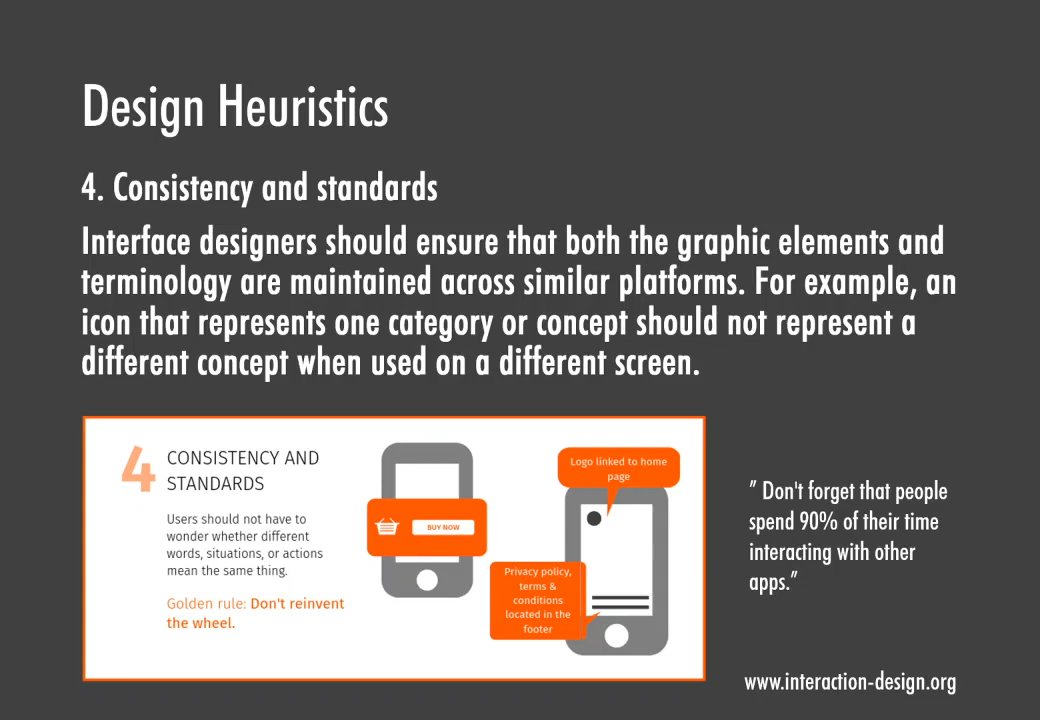 Design Heuristics
4. Consistency and standards
Interface designers should ensure that both the graphic elements and
terminology are maintained across similar platforms. For example, an
icon that represents one category or concept should not represent a
different concept when used on a different screen.
4
CONSISTENCY AND
STANDARDS
Users should not have to
wonder whether different
words, situations, or actions
mean the same thing.
Golden rule: Don't reinvent
the wheel.
BUY NOW
Logo linked to home
page
Privacy policy,
terms &
conditions
located in the
footer
” Don't forget that people
spend 90% of their time
interacting with other
apps.”
www.interaction-design.org